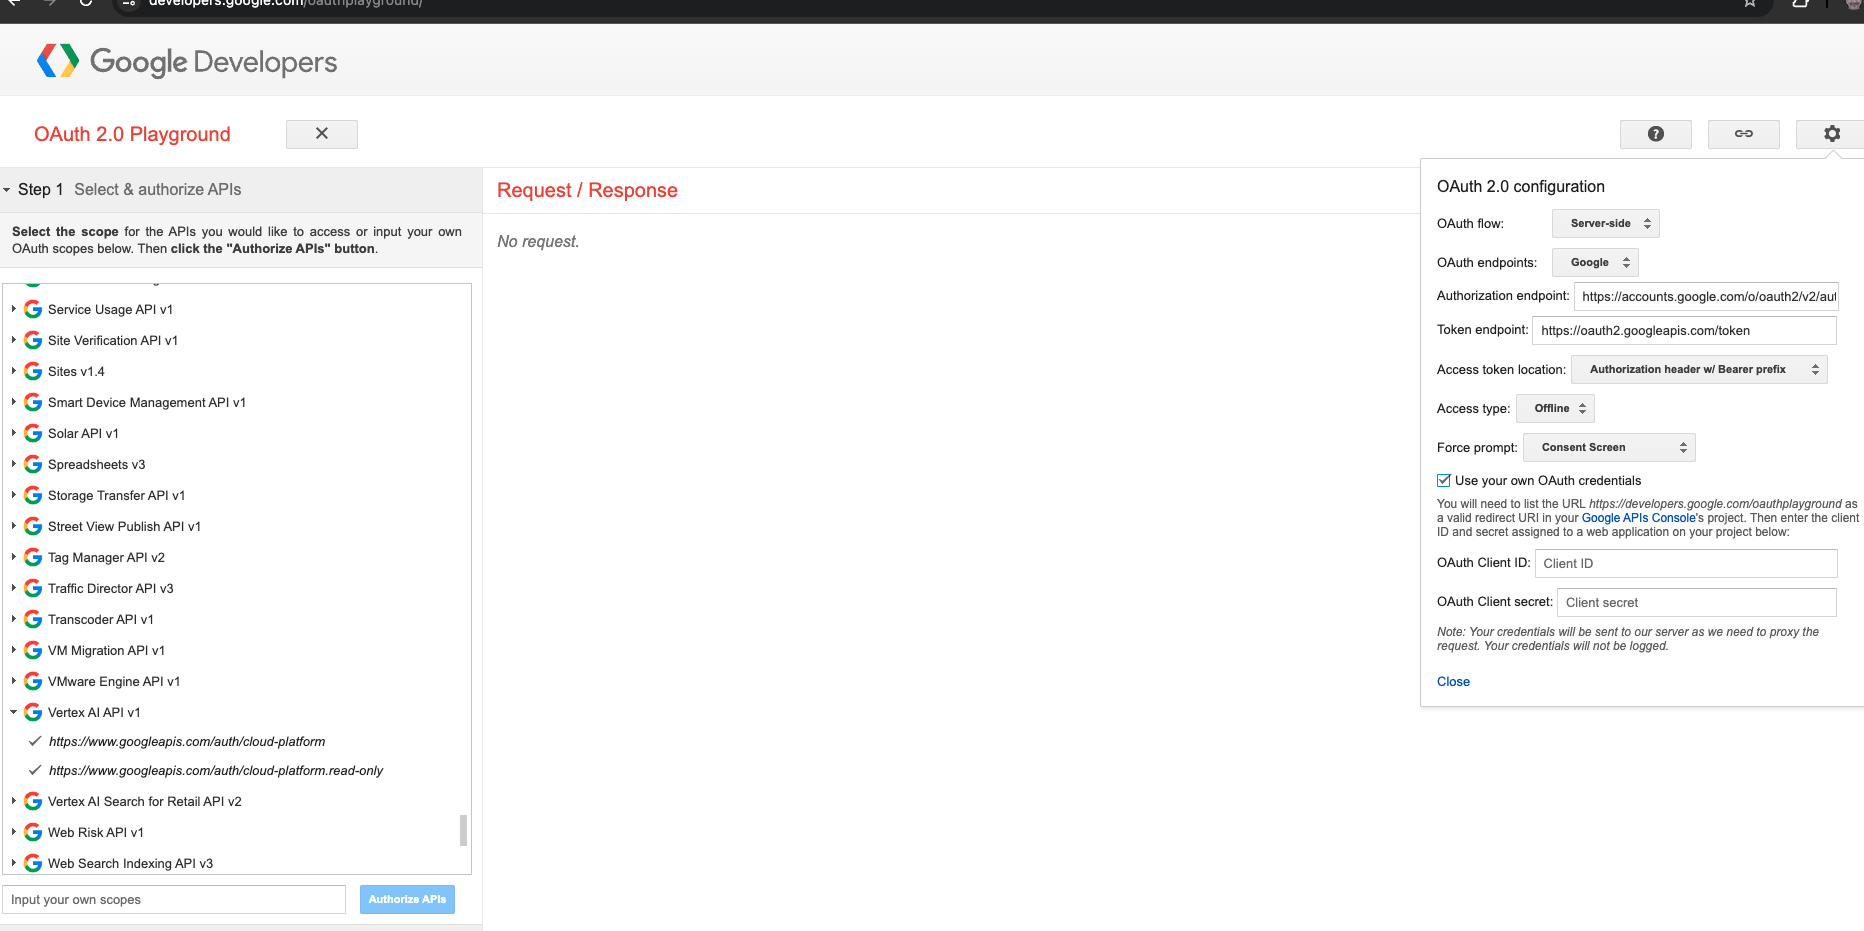 developers.google.com/oauthplayground/
Google Developers
OAuth 2.0 Playground
Step 1 Select & authorize APIs
Select the scope for the APIs you would like to access or input your own
OAuth scopes below. Then click the "Authorize APIs" button.
Service Usage API v1
Site Verification API v1
Sites v1.4
Smart Device Management API v1
Solar API v1
Spreadsheets v3
Storage Transfer API v1
Street View Publish API v1
Tag Manager API v2
Traffic Director API v3
Transcoder API v1
VM Migration API v1
VMware Engine API v1
Vertex AI API v1
https://www.googleapis.com/auth/cloud-platform
https://www.googleapis.com/auth/cloud-platform.read-only
Vertex AI Search for Retail API v2
Web Risk API v1
Web Search Indexing API v3
Input your own scopes
Authorize APIs
Request / Response
No request.
OAuth 2.0 configuration
OAuth flow: Server-side
OAuth endpoints: Google
Authorization endpoint: https://accounts.google.com/o/oauth2/v2/aut
Token endpoint: https://oauth2.googleapis.com/token
Access token location: Authorization header w/ Bearer prefix
Access type: Offline
Force prompt: Consent Screen
Use your own OAuth credentials
You will need to list the URL https://developers.google.com/oauthplayground as
a valid redirect URI in your Google APIs Console's project. Then enter the client
ID and secret assigned to a web application on your project below:
OAuth Client ID: Client ID
OAuth Client secret: Client secret
Note: Your credentials will be sent to our server as we need to proxy the
request. Your credentials will not be logged.
Close